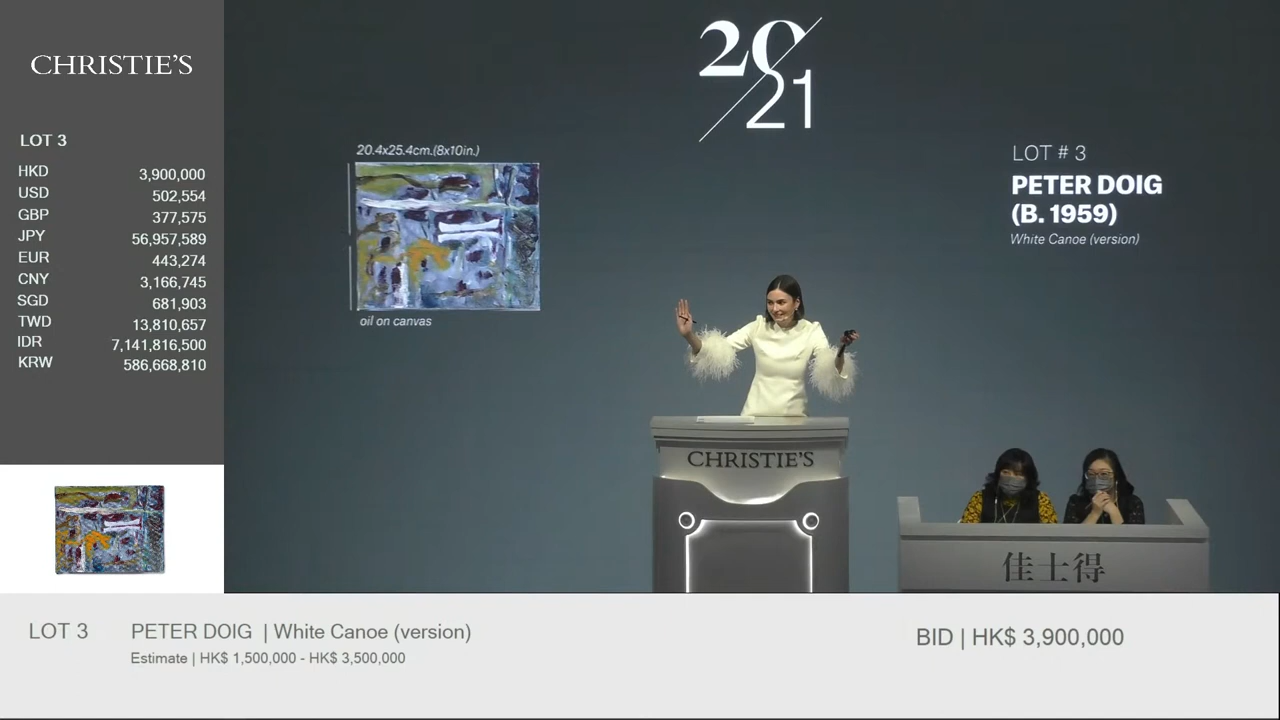 CHRISTIE'S
LOT 3
HKD 3,900,000
USD 502,554
GBP 377,575
JPY 56,957,589
EUR 443,274
CNY 3,166,745
SGD 681,903
TWD 13,810,657
IDR 7,141,816,500
KRW 586,668,810
20/21
20.4x25.4cm.(8x10in.)
oil on canvas
LOT # 3
PETER DOIG
(B. 1959)
White Canoe (version)
CHRISTIE'S
佳士得
LOT 3 PETER DOIG | White Canoe (version)
Estimate | HK$ 1,500,000 - HK$ 3,500,000
BID | HK$ 3,900,000